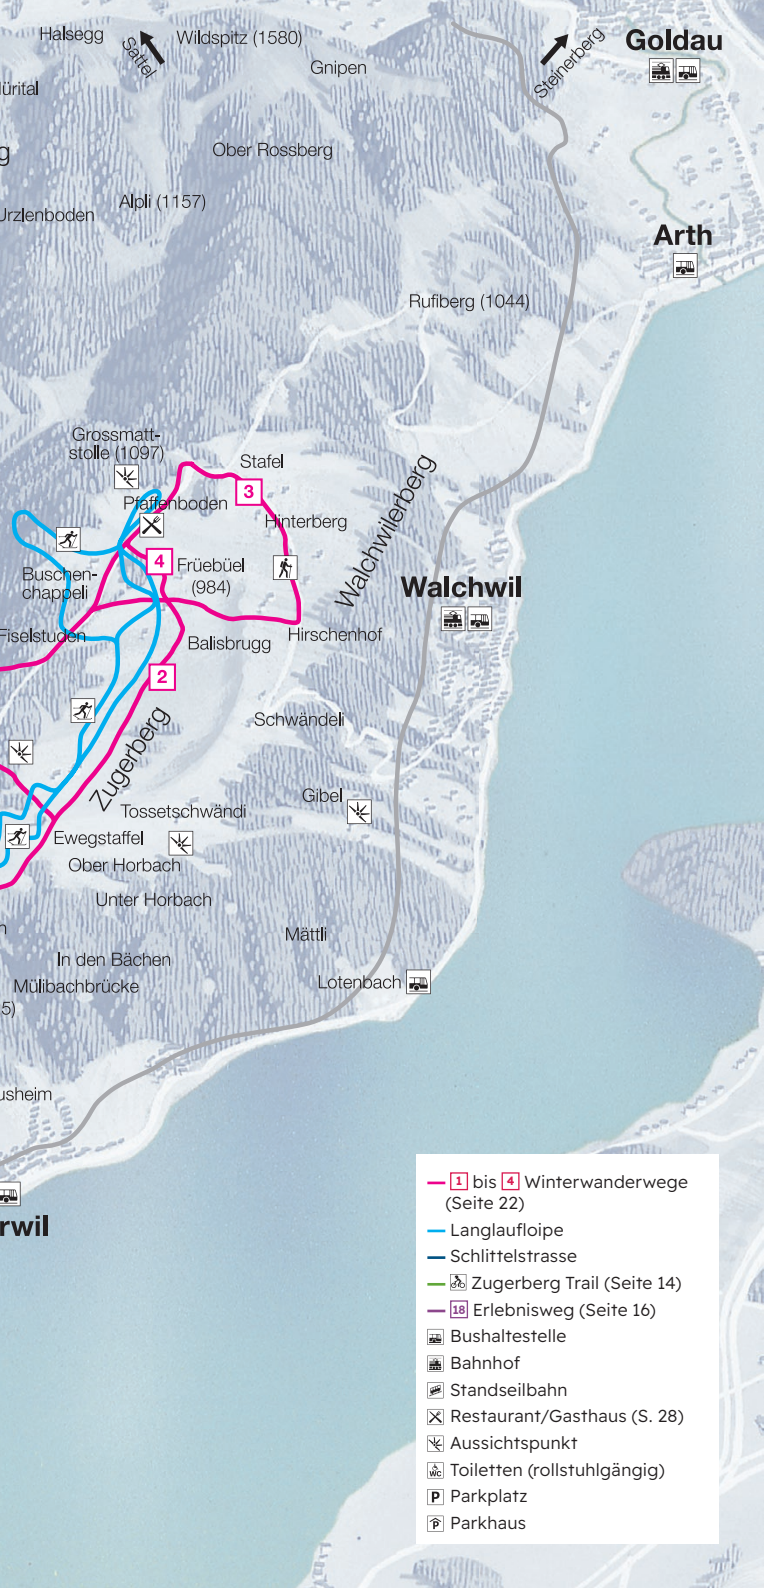 Halsegg
Sattel
Wildspitz (1580)
Gnipen
Steinerberg
Goldau
ürital
g
Ober Rossberg
Urzlenboden
Alpli (1157)
Arth
Rufiberg (1044)
Grossmatt-
stolle (1097)
Stafel
3
Pfaffenboden
Hinterberg
Walchwilerberg
4
Früebüel
(984)
Buschen-
chappeli
Walchwil
Fiselstuden
Balisbrugg
Hirschenhof
2
Zugerberg
Schwändeli
Gibel
Tossetschwändi
Ewegstaffel
Ober Horbach
Unter Horbach
n
Mättli
In den Bächen
Mülibachbrücke
Lotenbach
5)
usheim
rwil
1 bis 4 Winterwanderwege
(Seite 22)
Langlaufloipe
Schlittelstrasse
Zugerberg Trail (Seite 14)
18 Erlebnisweg (Seite 16)
Bushaltestelle
Bahnhof
Standseilbahn
Restaurant/Gasthaus (S. 28)
Aussichtspunkt
WC Toiletten (rollstuhlgängig)
P Parkplatz
P Parkhaus